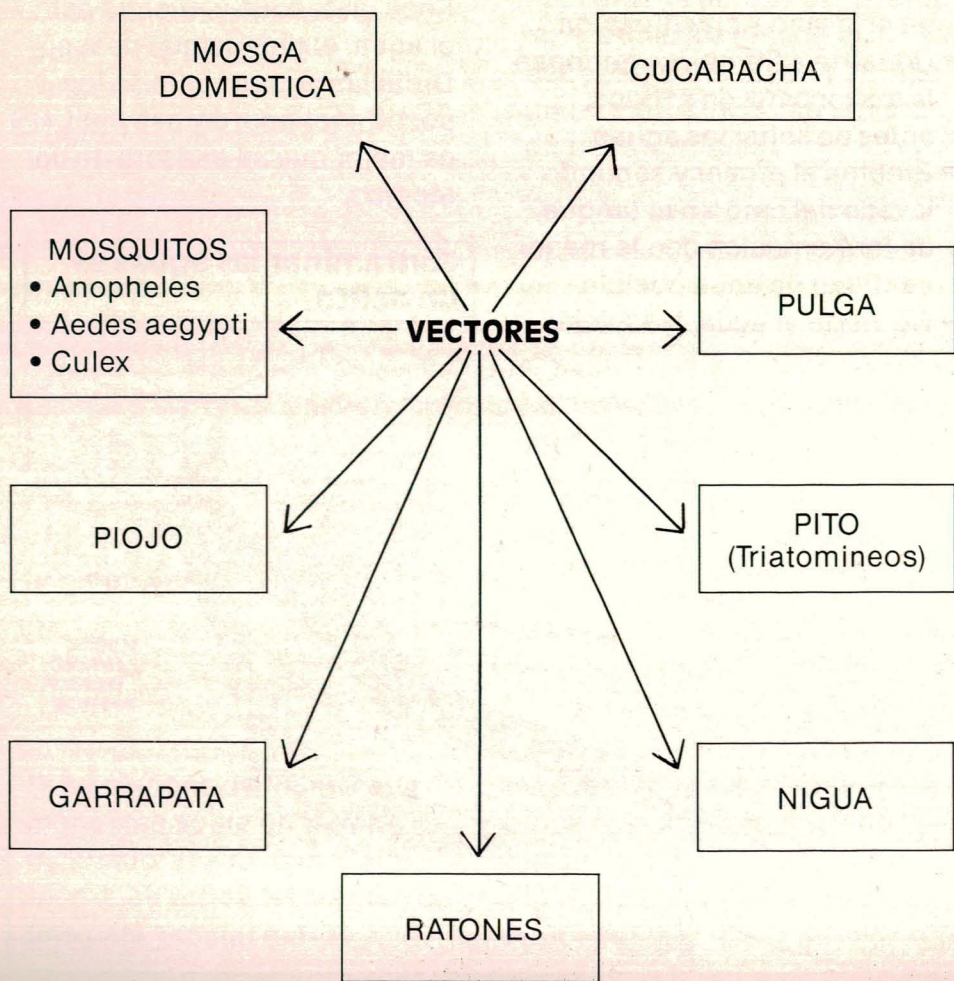 MOSCA
DOMESTICA
CUCARACHA
MOSQUITOS
• Anopheles
• Aedes aegypti
• Culex
VECTORES
PULGA
PIOJO
PITO
(Triatomineos)
GARRAPATA
NIGUA
RATONES